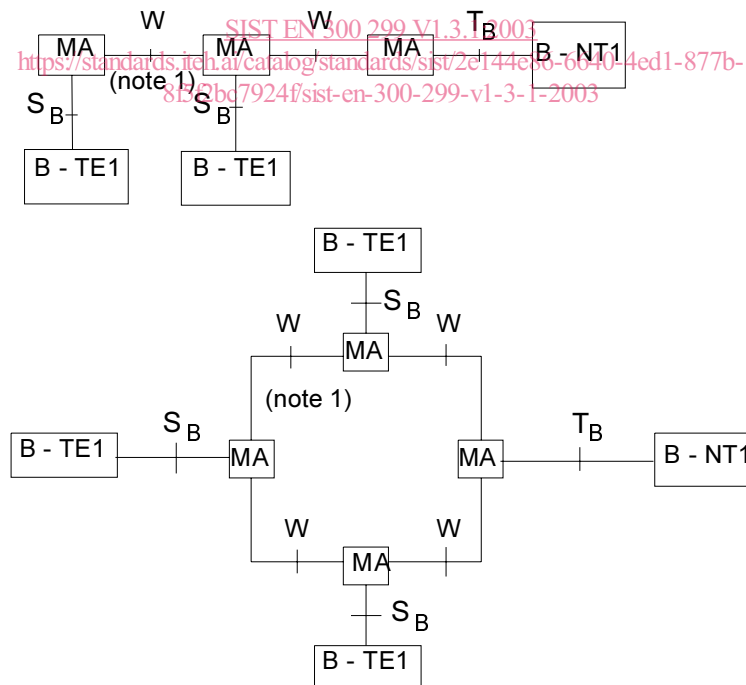 SIST EN 300 299 V1.3.1:2003
W W T B
MA MA MA B - NT1
https://standards.iteh.ai/catalog/standards/sist/2e144e86-6640-4ed1-877b-
(note 1)
8f5f2bc7924f/sist-en-300-299-v1-3-1-2003
S B S B
B - TE1 B - TE1
B - TE1
S B
W W
MA
(note 1)
S B T B
B - TE1 MA MA B - NT1
W W
MA
S B
B - TE1